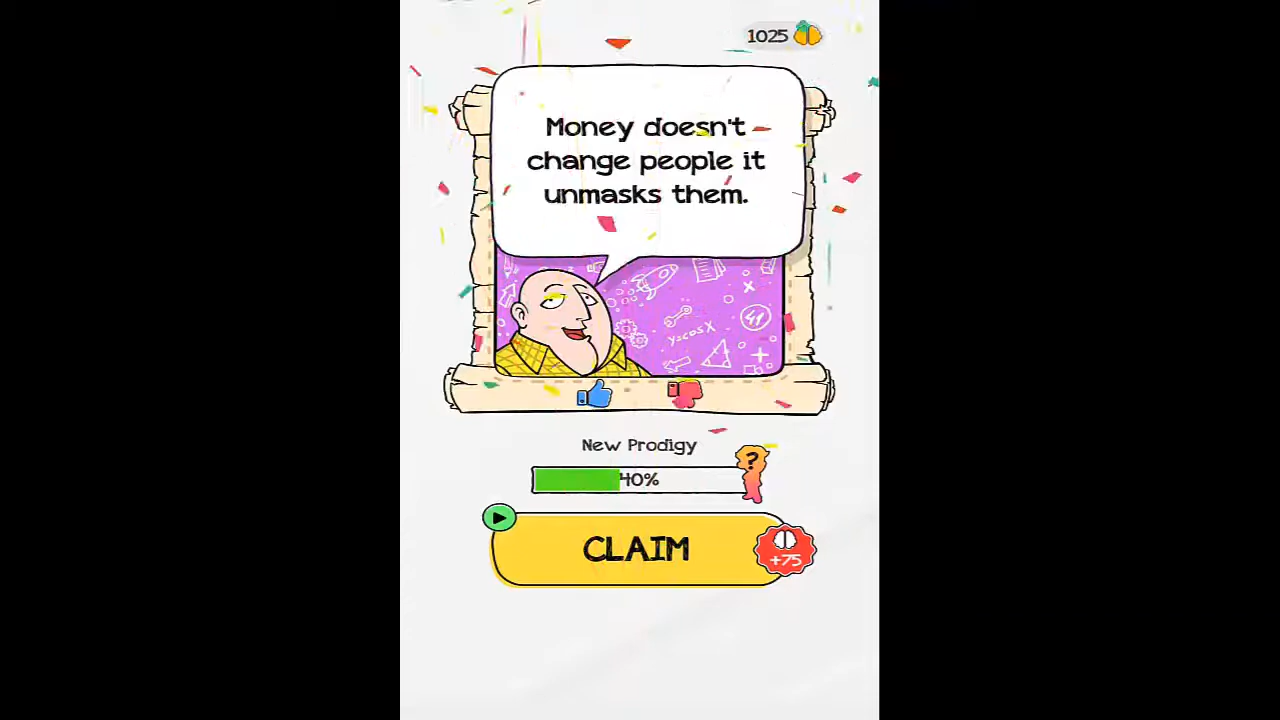 1025
Money doesn't
change people it
unmasks them.
y=cosX
New Prodigy
?
40%
CLAIM
+75